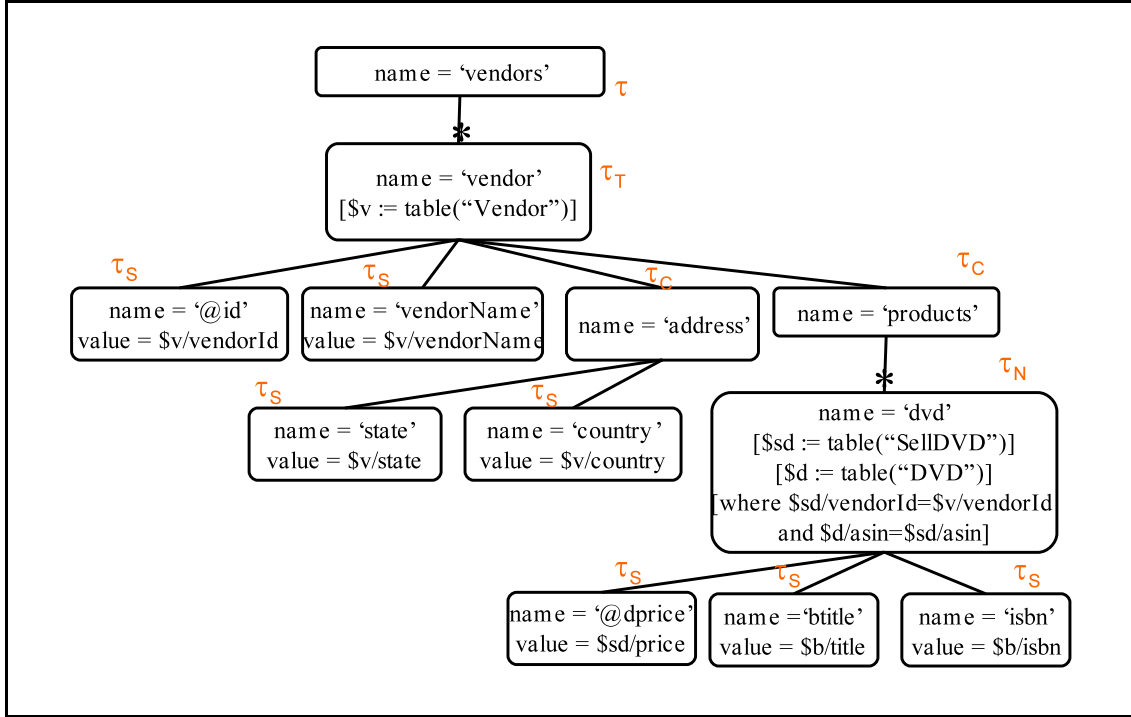 name = ‘vendors’
τ
*
name = ‘vendor’
[$v := table(“Vendor”)]
τT
τS
name = ‘@id’
value = $v/vendorId
τS
name = ‘vendorName’
value = $v/vendorName
τC
name = ‘address’
τC
name = ‘products’
*
τN
τS
name = ‘state’
value = $v/state
τS
name = ‘country’
value = $v/country
name = ‘dvd’
[$sd := table(“SellDVD”)]
[$d := table(“DVD”)]
[where $sd/vendorId=$v/vendorId
and $d/asin=$sd/asin]
τS
name = ‘@dprice’
value = $sd/price
τS
name =‘btitle’
value = $b/title
τS
name = ‘isbn’
value = $b/isbn